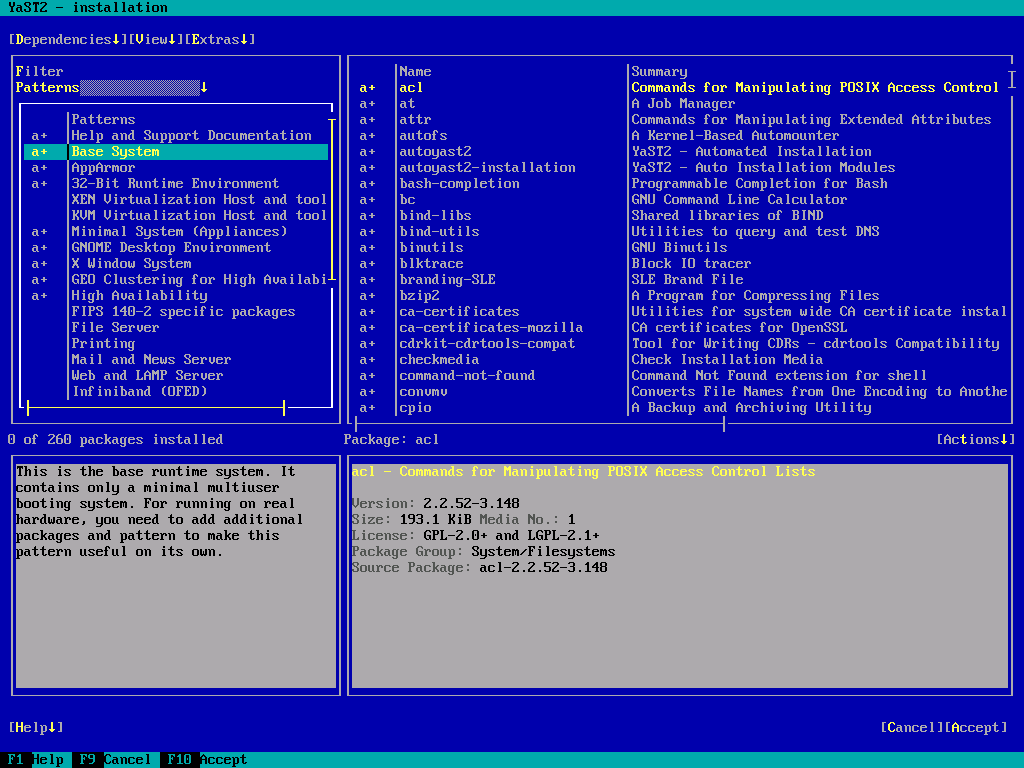 YaST2 - installation
[Dependencies↓][View↓][Extras↓]
Filter
Patterns ↓
Patterns
a+ Help and Support Documentation
a+ Base System
a+ AppArmor
a+ 32-Bit Runtime Environment
XEN Virtualization Host and tool
KVM Virtualization Host and tool
a+ Minimal System (Appliances)
a+ GNOME Desktop Environment
a+ X Window System
a+ GEO Clustering for High Availabi
a+ High Availability
FIPS 140-2 specific packages
File Server
Printing
Mail and News Server
Web and LAMP Server
Infiniband (OFED)
0 of 260 packages installed
This is the base runtime system. It
contains only a minimal multiuser
booting system. For running on real
hardware, you need to add additional
packages and pattern to make this
pattern useful on its own.
Name Summary
a+ acl Commands for Manipulating POSIX Access Control
a+ at A Job Manager
a+ attr Commands for Manipulating Extended Attributes
a+ autofs A Kernel-Based Automounter
a+ autoyast2 YaST2 - Automated Installation
a+ autoyast2-installation YaST2 - Auto Installation Modules
a+ bash-completion Programmable Completion for Bash
a+ bc GNU Command Line Calculator
a+ bind-libs Shared libraries of BIND
a+ bind-utils Utilities to query and test DNS
a+ binutils GNU Binutils
a+ blktrace Block IO tracer
a+ branding-SLE SLE Brand File
a+ bzip2 A Program for Compressing Files
a+ ca-certificates Utilities for system wide CA certificate instal
a+ ca-certificates-mozilla CA certificates for OpenSSL
a+ cdrkit-cdrtools-compat Tool for Writing CDRs - cdrtools Compatibility
a+ checkmedia Check Installation Media
a+ command-not-found Command Not Found extension for shell
a+ convmv Converts File Names from One Encoding to Anothe
a+ cpio A Backup and Archiving Utility
Package: acl [Actions↓]
acl - Commands for Manipulating POSIX Access Control Lists
Version: 2.2.52-3.148
Size: 193.1 KiB Media No.: 1
License: GPL-2.0+ and LGPL-2.1+
Package Group: System/Filesystems
Source Package: acl-2.2.52-3.148
[Help↓] [Cancel][Accept]
F1 Help F9 Cancel F10 Accept